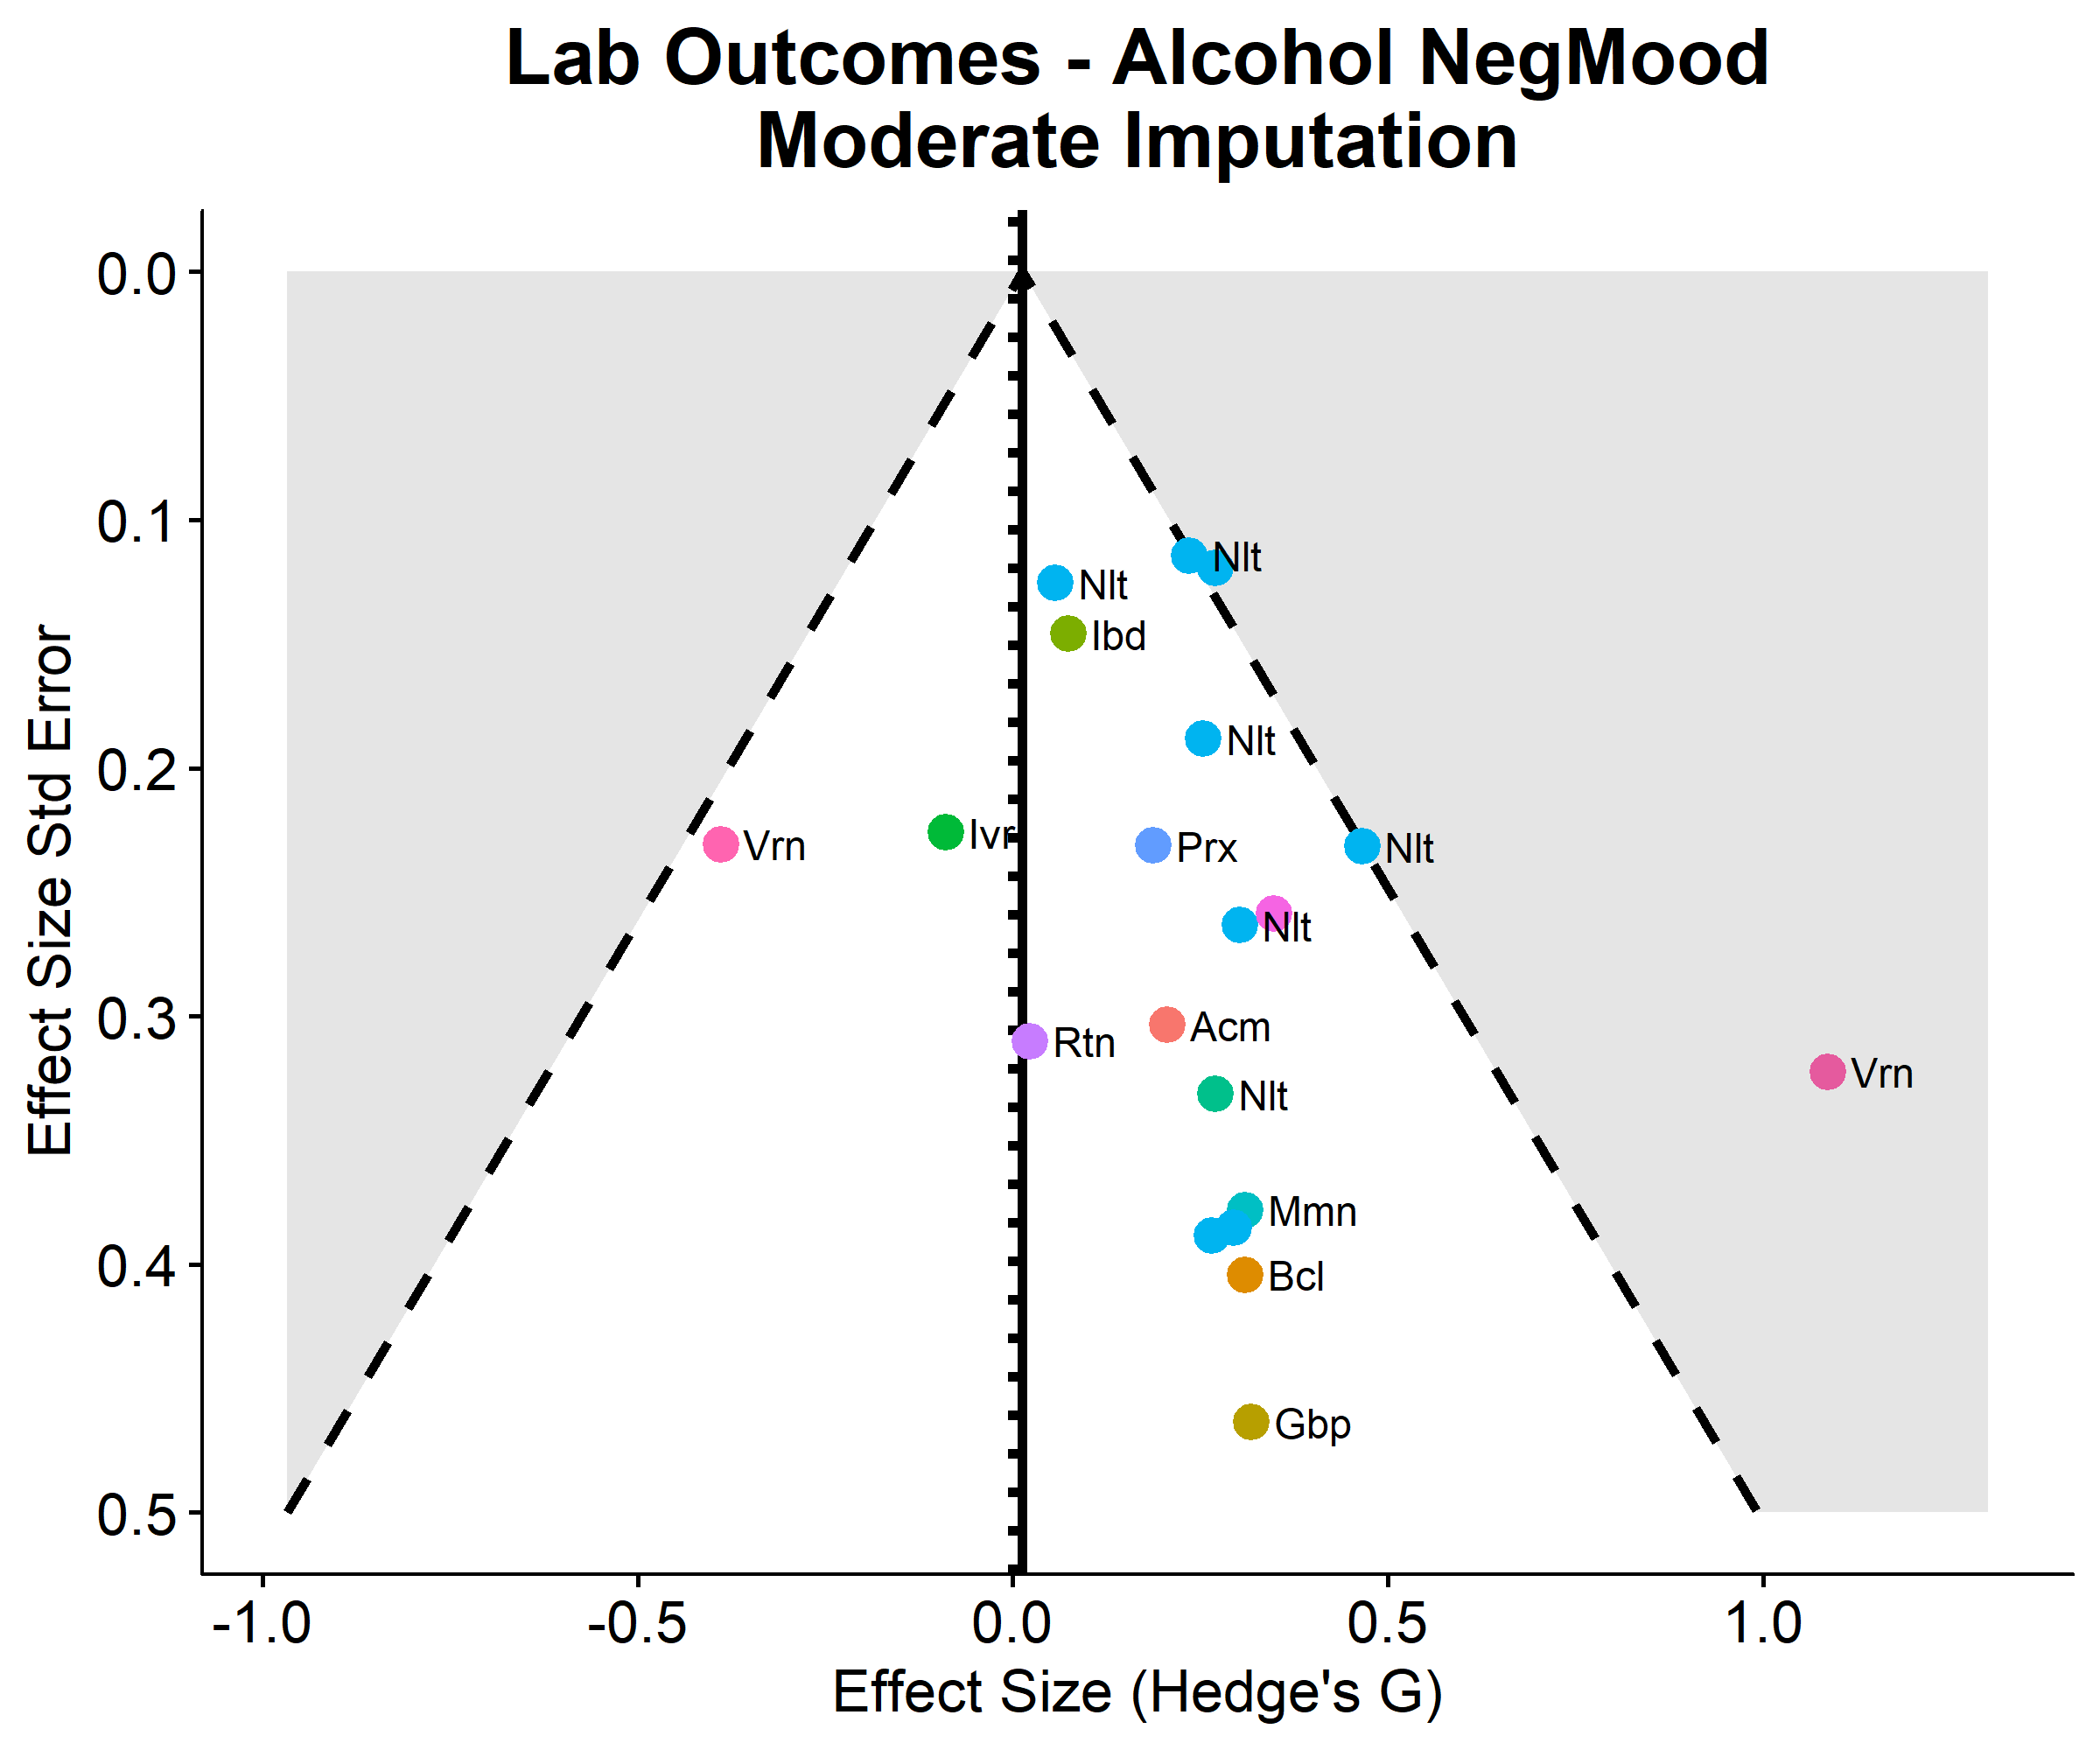 Lab Outcomes - Alcohol NegMood
Moderate Imputation
Effect Size Std Error
0.0
0.1
0.2
0.3
0.4
0.5
Nlt
Nlt
Ibd
Nlt
Vrn
Ivr
Prx
Nlt
Nlt
Rtn
Acm
Vrn
Nlt
Mmn
Bcl
Gbp
-1.0
-0.5
0.0
0.5
1.0
Effect Size (Hedge's G)